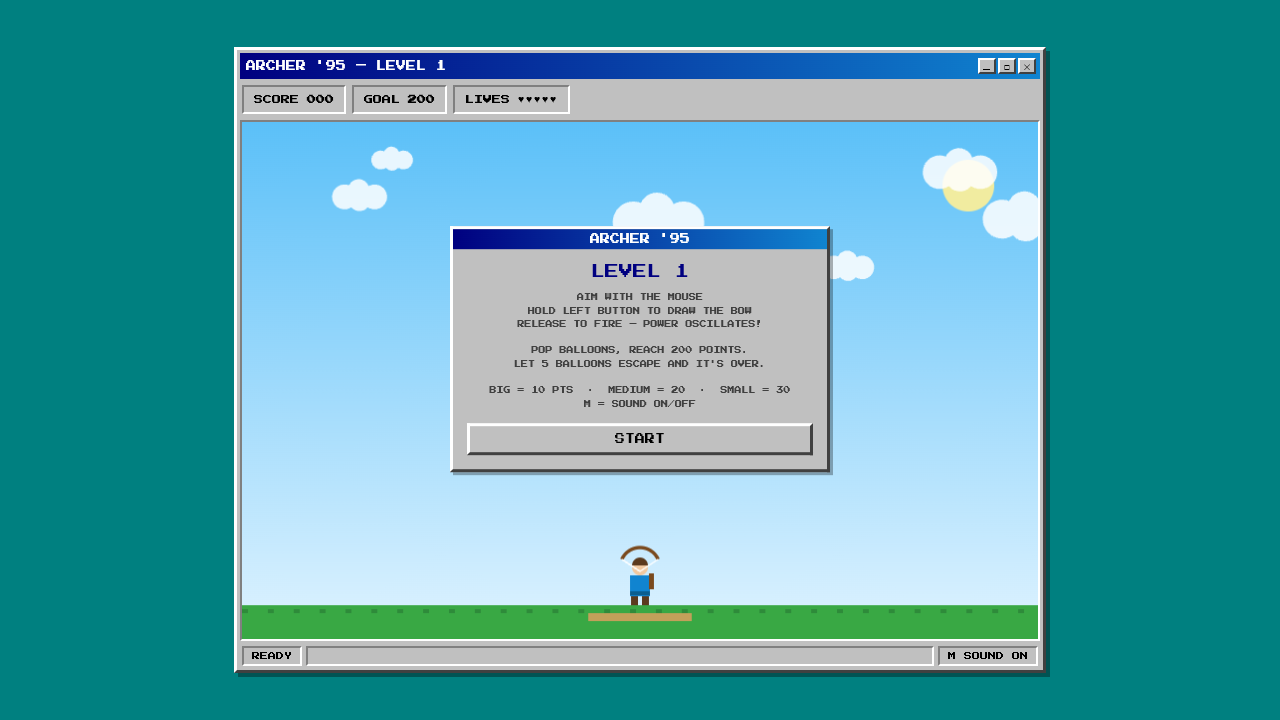 ARCHER '95 — LEVEL 1
SCORE 000
GOAL 200
LIVES ♥♥♥♥♥
ARCHER '95
LEVEL 1
AIM WITH THE MOUSE
HOLD LEFT BUTTON TO DRAW THE BOW
RELEASE TO FIRE — POWER OSCILLATES!
POP BALLOONS, REACH 200 POINTS.
LET 5 BALLOONS ESCAPE AND IT'S OVER.
BIG = 10 PTS · MEDIUM = 20 · SMALL = 30
M = SOUND ON/OFF
START
READY
M SOUND ON